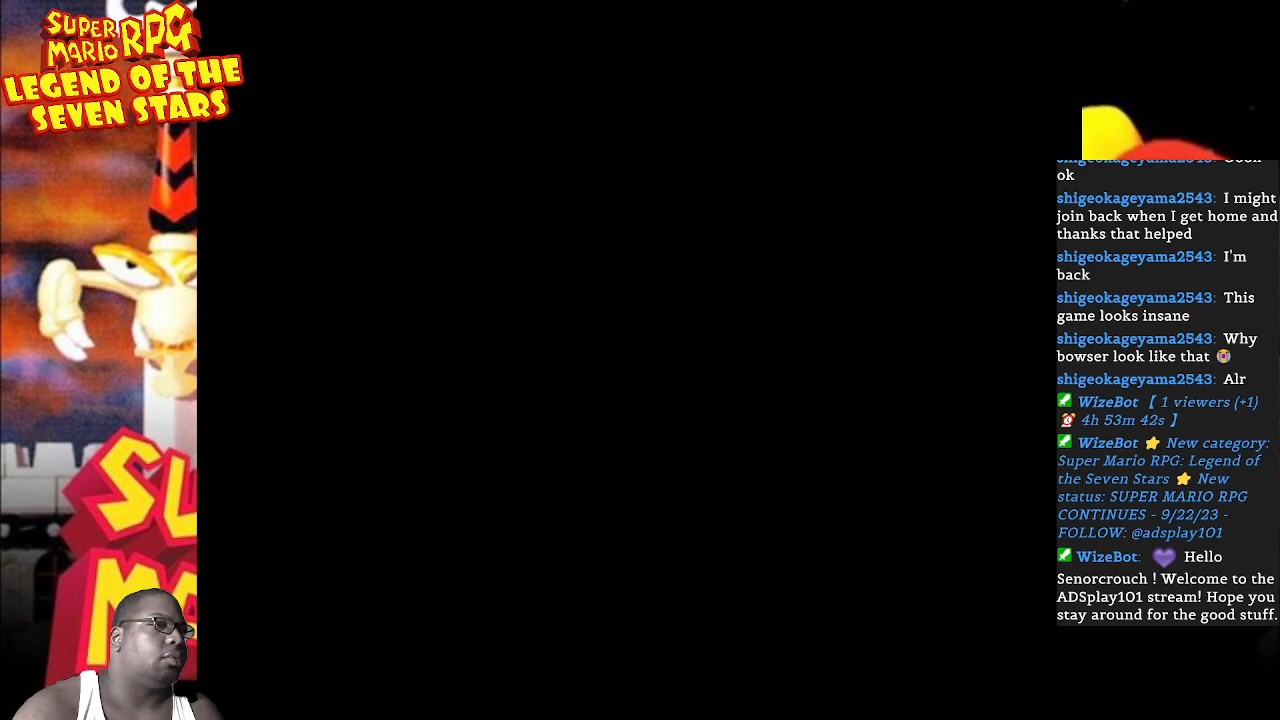 SUPER
MARIO RPG
LEGEND OF THE
SEVEN STARS
SU
ok
shigeokageyama2543: I might
join back when I get home and
thanks that helped
shigeokageyama2543: I'm
back
shigeokageyama2543: This
game looks insane
shigeokageyama2543: Why
bowser look like that 😭
shigeokageyama2543: Alr
WizeBot 【 1 viewers (+1)
⏰ 4h 53m 42s 】
WizeBot ⭐ New category:
Super Mario RPG: Legend of
the Seven Stars ⭐ New
status: SUPER MARIO RPG
CONTINUES - 9/22/23 -
FOLLOW: @adsplay101
WizeBot: 💜 Hello
Senorcrouch ! Welcome to the
ADSplay101 stream! Hope you
stay around for the good stuff.